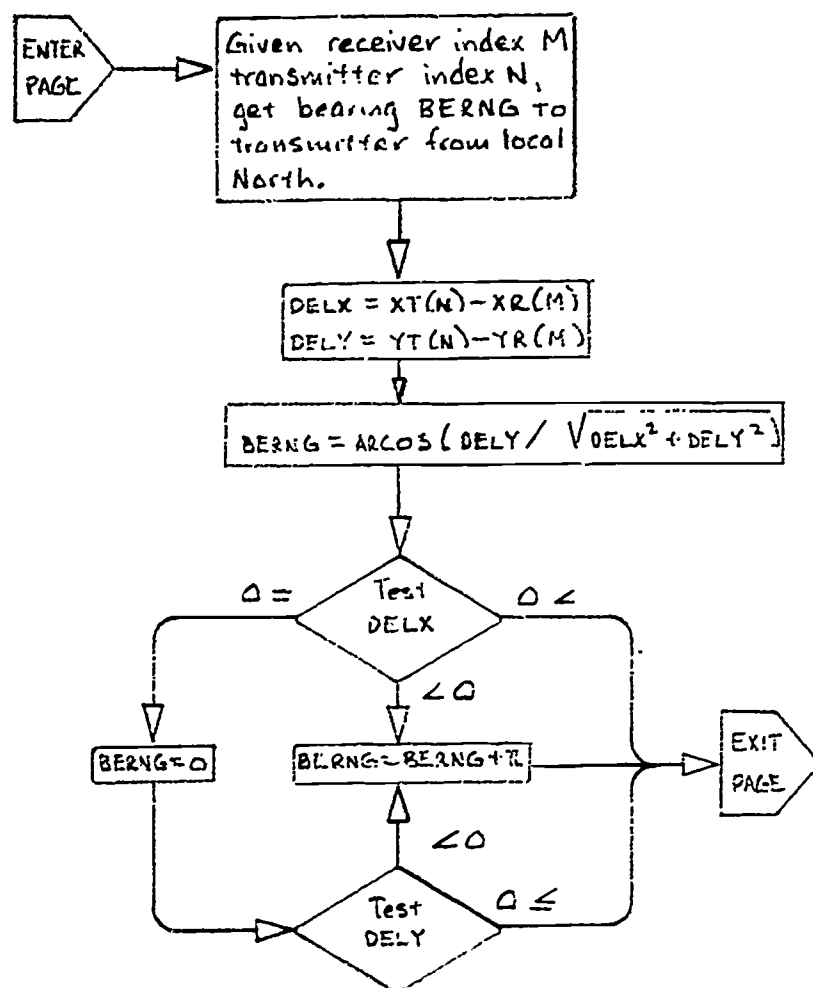 ENTER
PAGE
Given receiver index M
transmitter index N,
get bearing BERNG to
transmitter from local
North.
DELX = XT(N)-XR(M)
DELY = YT(N)-YR(M)
BERNG = ARCOS(DELY/ √DELX²+DELY²)
0 =
Test
DELX
0 <
<0
BERNG=0
BERNG=BERNG+π
EXIT
PAGE
<0
Test
DELY
0 ≤